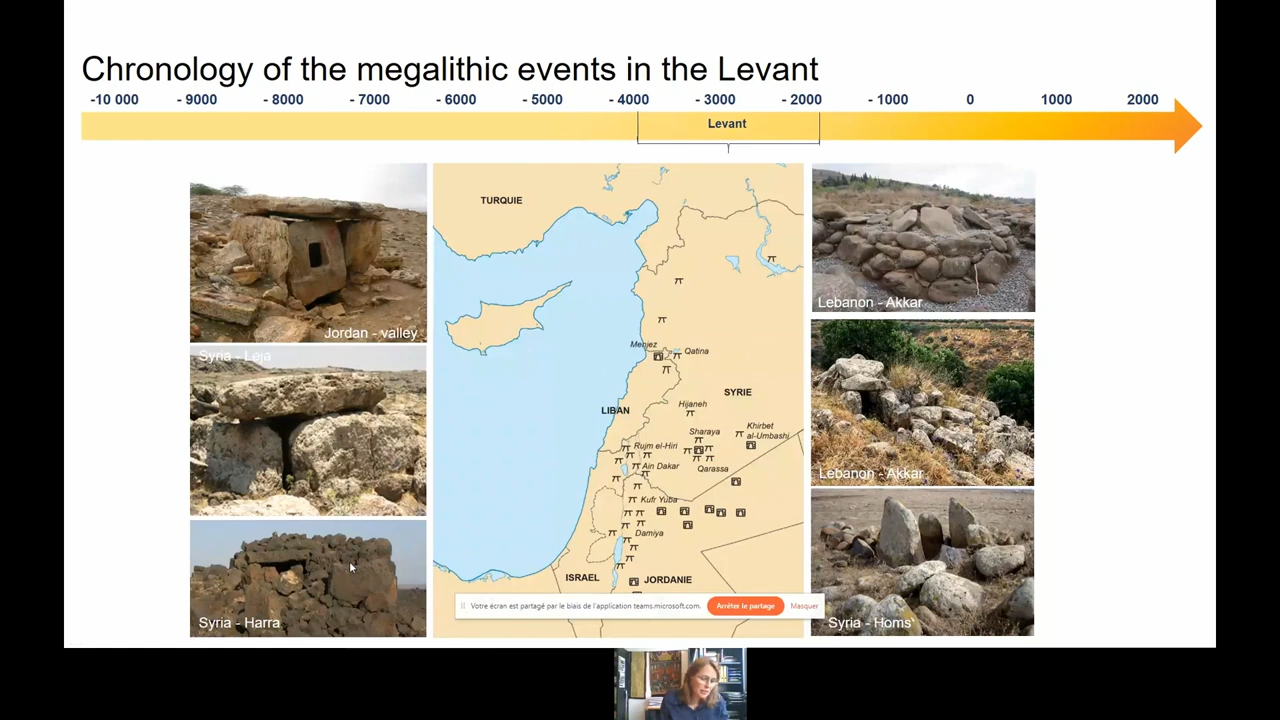 Chronology of the megalithic events in the Levant
-10 000 - 9000 - 8000 - 7000 - 6000 - 5000 - 4000 - 3000 - 2000 - 1000 0 1000 2000
Levant
Jordan - valley
Syria - Leja
Syria - Harra
TURQUIE
Menjez
Qatina
SYRIE
LIBAN
Hijaneh
Khirbet
al-Umbashi
Sharaya
Rujm el-Hiri
Ain Dakar
Qarassa
Kufr Yuba
Damiya
ISRAEL
JORDANIE
Votre écran est partagé par le biais de l'application teams.microsoft.com.
Arrêter le partage
Masquer
Lebanon - Akkar
Lebanon - Akkar
Syria - Homs